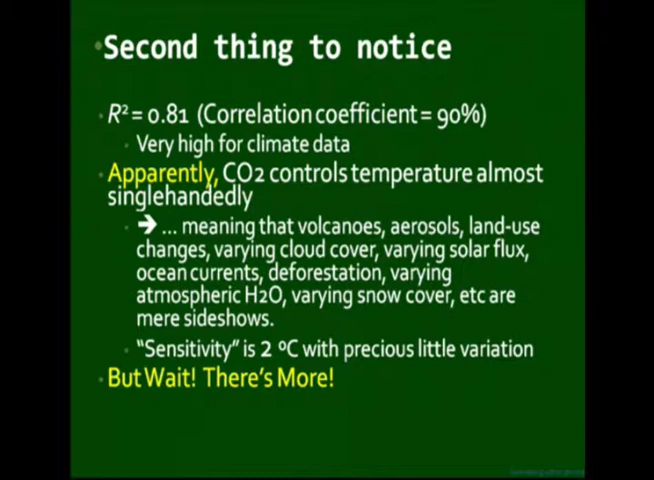 Second thing to notice
R² = 0.81 (Correlation coefficient = 90%)
Very high for climate data
Apparently, CO2 controls temperature almost
singlehandedly
➔ ... meaning that volcanoes, aerosols, land-use
changes, varying cloud cover, varying solar flux,
ocean currents, deforestation, varying
atmospheric H2O, varying snow cover, etc are
mere sideshows.
"Sensitivity" is 2 ºC with precious little variation
But Wait! There's More!